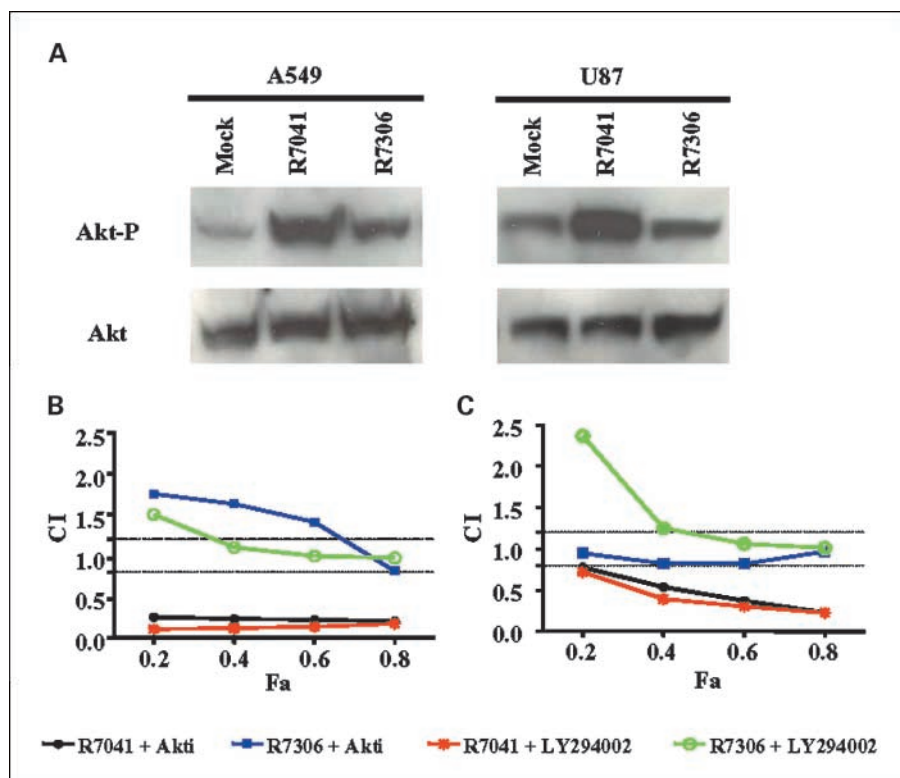 A
A549 U87
Mock R7041 R7306 Mock R7041 R7306
Akt-P
Akt
B
CI
2.5
2.0
1.5
1.0
0.5
0.0
0.2 0.4 0.6 0.8
Fa
C
CI
2.5
2.0
1.5
1.0
0.5
0.0
0.2 0.4 0.6 0.8
Fa
R7041 + Akti R7306 + Akti R7041 + LY294002 R7306 + LY294002